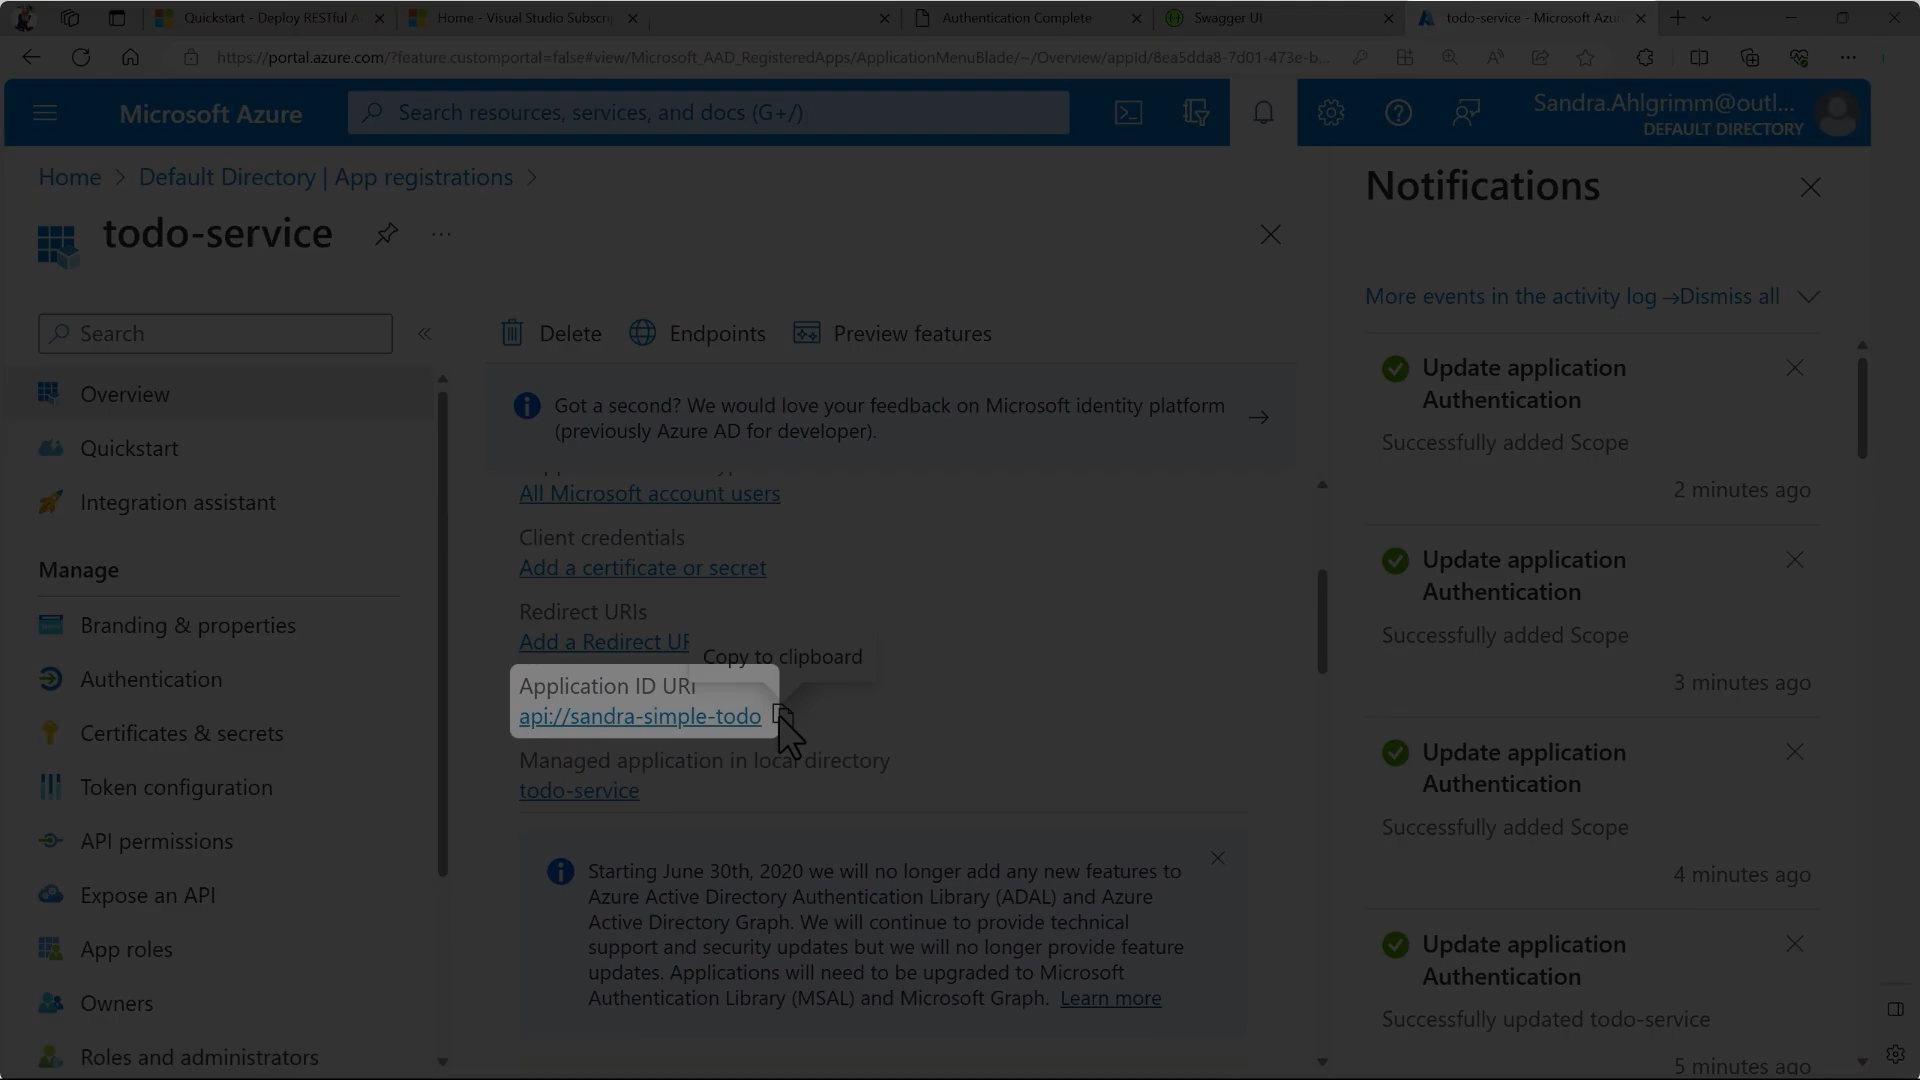 Quickstart - Deploy RESTful A
Home - Visual Studio Subscri
Authentication Complete
Swagger UI
todo-service - Microsoft Azu
https://portal.azure.com/?feature.customportal=false#view/Microsoft_AAD_RegisteredApps/ApplicationMenuBlade/~/Overview/appId/8ea5dda8-7d01-473e-b...
Microsoft Azure
Search resources, services, and docs (G+/)
Sandra.Ahlgrimm@outl...
DEFAULT DIRECTORY
Home > Default Directory | App registrations >
todo-service
Search
Overview
Quickstart
Integration assistant
Manage
Branding & properties
Authentication
Certificates & secrets
Token configuration
API permissions
Expose an API
App roles
Owners
Roles and administrators
Delete
Endpoints
Preview features
Got a second? We would love your feedback on Microsoft identity platform
(previously Azure AD for developer).
All Microsoft account users
Client credentials
Add a certificate or secret
Redirect URIs
Add a Redirect UR
Copy to clipboard
Application ID URI
api://sandra-simple-todo
Managed application in local directory
todo-service
Starting June 30th, 2020 we will no longer add any new features to
Azure Active Directory Authentication Library (ADAL) and Azure
Active Directory Graph. We will continue to provide technical
support and security updates but we will no longer provide feature
updates. Applications will need to be upgraded to Microsoft
Authentication Library (MSAL) and Microsoft Graph. Learn more
Notifications
More events in the activity log →
Dismiss all
Update application
Authentication
Successfully added Scope
2 minutes ago
Update application
Authentication
Successfully added Scope
3 minutes ago
Update application
Authentication
Successfully added Scope
4 minutes ago
Update application
Authentication
Successfully updated todo-service
5 minutes ago